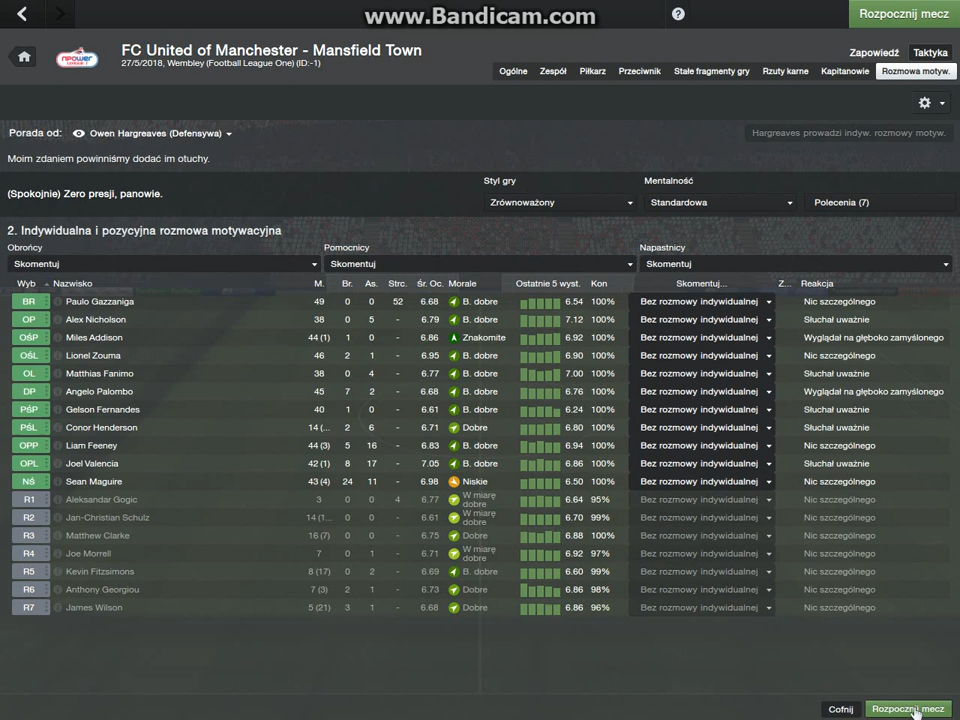 www.Bandicam.com
?
Rozpocznij mecz
npower
FC United of Manchester - Mansfield Town
27/5/2018, Wembley (Football League One) (ID:-1)
Zapowiedź Taktyka
Ogólne Zespół Piłkarz Przeciwnik Stałe fragmenty gry Rzuty karne Kapitanowie Rozmowa motyw.
Porada od: Owen Hargreaves (Defensywa)
Hargreaves prowadzi indyw. rozmowy motyw.
Moim zdaniem powinniśmy dodać im otuchy.
Styl gry Mentalność
(Spokojnie) Zero presji, panowie.
Zrównoważony Standardowa Polecenia (7)
2. Indywidualna i pozycyjna rozmowa motywacyjna
Obrońcy Pomocnicy Napastnicy
Skomentuj Skomentuj Skomentuj
Wyb Nazwisko M. Br. As. Strc. Śr. Oc. Morale Ostatnie 5 wyst. Kon Skomentuj... Z... Reakcja
BR Paulo Gazzaniga 49 0 0 52 6.68 B. dobre 6.54 100% Bez rozmowy indywidualnej Nic szczególnego
OP Alex Nicholson 38 0 5 - 6.79 B. dobre 7.12 100% Bez rozmowy indywidualnej Słuchał uważnie
OŚP Miles Addison 44 (1) 1 0 - 6.86 Znakomite 6.92 100% Bez rozmowy indywidualnej Wyglądał na głęboko zamyślonego
OŚL Lionel Zouma 46 2 1 - 6.95 B. dobre 6.90 100% Bez rozmowy indywidualnej Nic szczególnego
OL Matthias Fanimo 38 0 4 - 6.77 B. dobre 7.00 100% Bez rozmowy indywidualnej Słuchał uważnie
DP Angelo Palombo 45 7 2 - 6.68 B. dobre 6.76 100% Bez rozmowy indywidualnej Wyglądał na głęboko zamyślonego
PŚP Gelson Fernandes 40 1 0 - 6.61 B. dobre 6.24 100% Bez rozmowy indywidualnej Słuchał uważnie
PŚL Conor Henderson 14 (... 2 6 - 6.71 Dobre 6.80 100% Bez rozmowy indywidualnej Słuchał uważnie
OPP Liam Feeney 44 (3) 5 16 - 6.83 B. dobre 6.94 100% Bez rozmowy indywidualnej Nic szczególnego
OPL Joel Valencia 42 (1) 8 17 - 7.05 B. dobre 6.86 100% Bez rozmowy indywidualnej Słuchał uważnie
NŚ Sean Maguire 43 (4) 24 11 - 6.98 Niskie 6.50 100% Bez rozmowy indywidualnej Nic szczególnego
R1 Aleksandar Gogic 3 0 0 4 6.77 W miarę dobre 6.64 95% Bez rozmowy indywidualnej Nic szczególnego
R2 Jan-Christian Schulz 14 (1... 0 0 - 6.61 W miarę dobre 6.70 99% Bez rozmowy indywidualnej Nic szczególnego
R3 Matthew Clarke 16 (7) 0 0 - 6.75 Dobre 6.88 100% Bez rozmowy indywidualnej Nic szczególnego
R4 Joe Morrell 7 0 1 - 6.71 W miarę dobre 6.92 97% Bez rozmowy indywidualnej Nic szczególnego
R5 Kevin Fitzsimons 8 (17) 0 2 - 6.69 B. dobre 6.60 99% Bez rozmowy indywidualnej Nic szczególnego
R6 Anthony Georgiou 7 (3) 2 1 - 6.73 Dobre 6.86 98% Bez rozmowy indywidualnej Nic szczególnego
R7 James Wilson 5 (21) 3 1 - 6.68 Dobre 6.86 96% Bez rozmowy indywidualnej Nic szczególnego
Cofnij Rozpocznij mecz